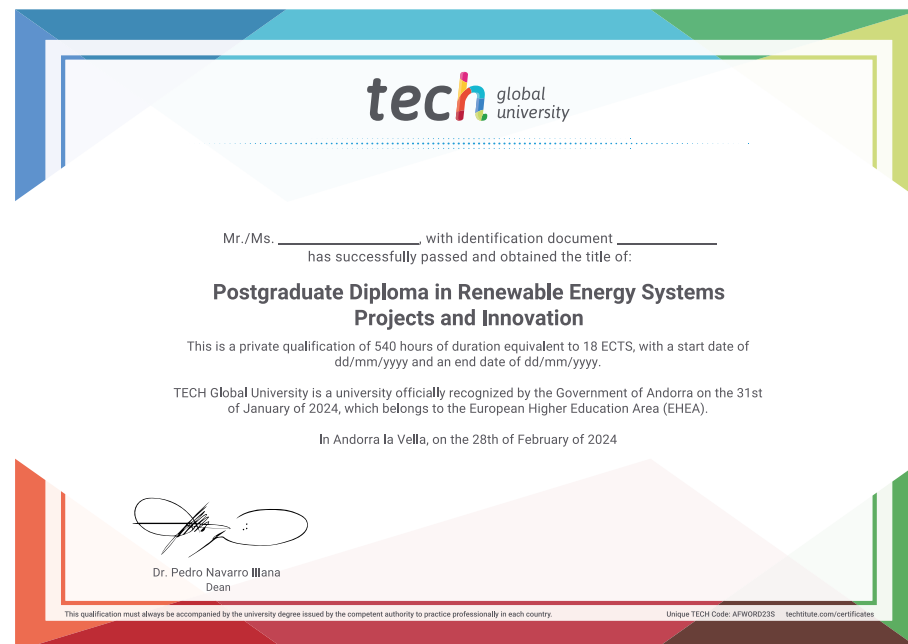 tech global university
Mr./Ms. ________________, with identification document ____________
has successfully passed and obtained the title of:
Postgraduate Diploma in Renewable Energy Systems
Projects and Innovation
This is a private qualification of 540 hours of duration equivalent to 18 ECTS, with a start date of
dd/mm/yyyy and an end date of dd/mm/yyyy.
TECH Global University is a university officially recognized by the Government of Andorra on the 31st
of January of 2024, which belongs to the European Higher Education Area (EHEA).
In Andorra la Vella, on the 28th of February of 2024
Dr. Pedro Navarro Illana
Dean
This qualification must always be accompanied by the university degree issued by the competent authority to practice professionally in each country. Unique TECH Code: AFWORD23S techtitute.com/certificates